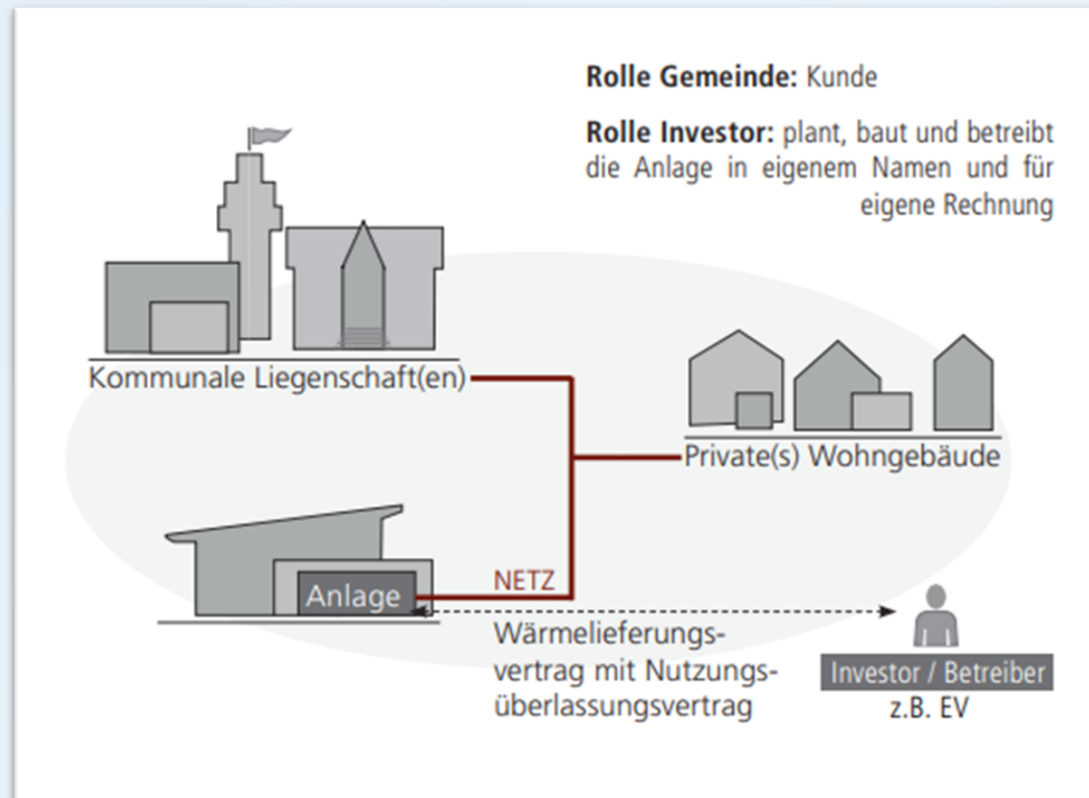 Rolle Gemeinde: Kunde
Rolle Investor: plant, baut und betreibt
die Anlage in eigenem Namen und für
eigene Rechnung
Kommunale Liegenschaft(en)
Private(s) Wohngebäude
Anlage
NETZ
Wärmelieferungs-
vertrag mit Nutzungs-
überlassungsvertrag
Investor / Betreiber
z.B. EV